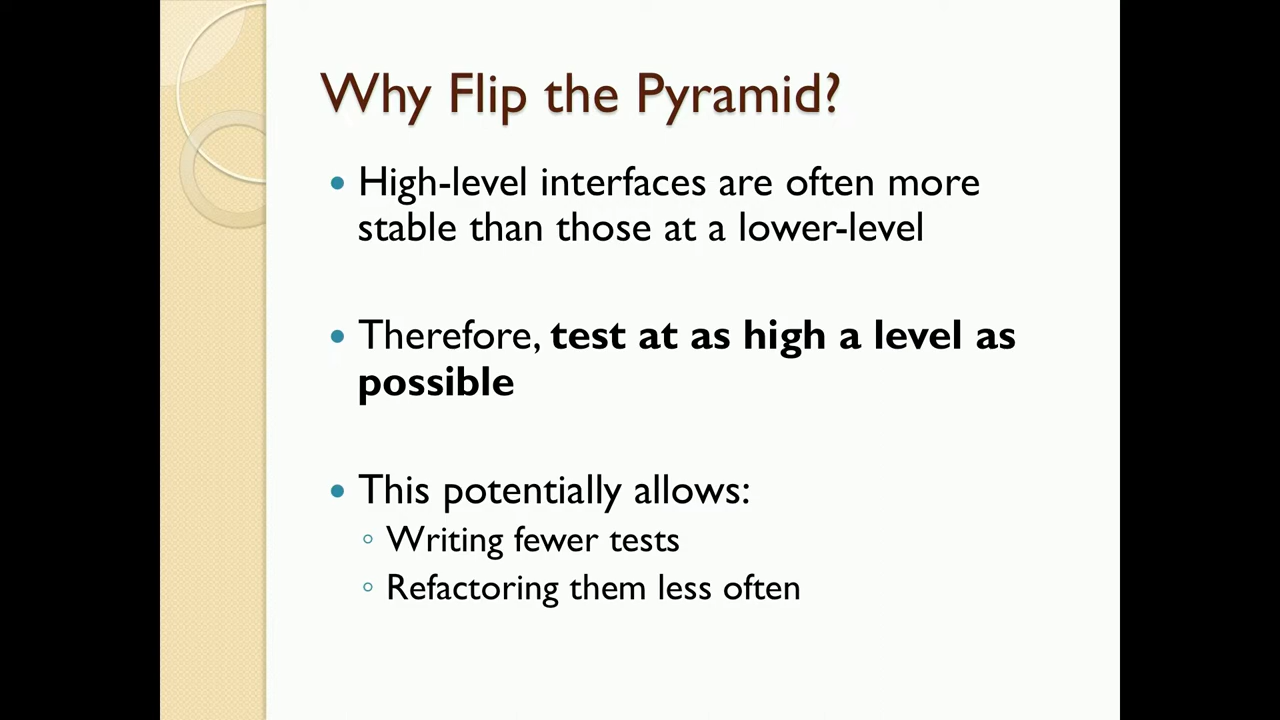 Why Flip the Pyramid?
• High-level interfaces are often more
stable than those at a lower-level
• Therefore, test at as high a level as
possible
• This potentially allows:
◦ Writing fewer tests
◦ Refactoring them less often